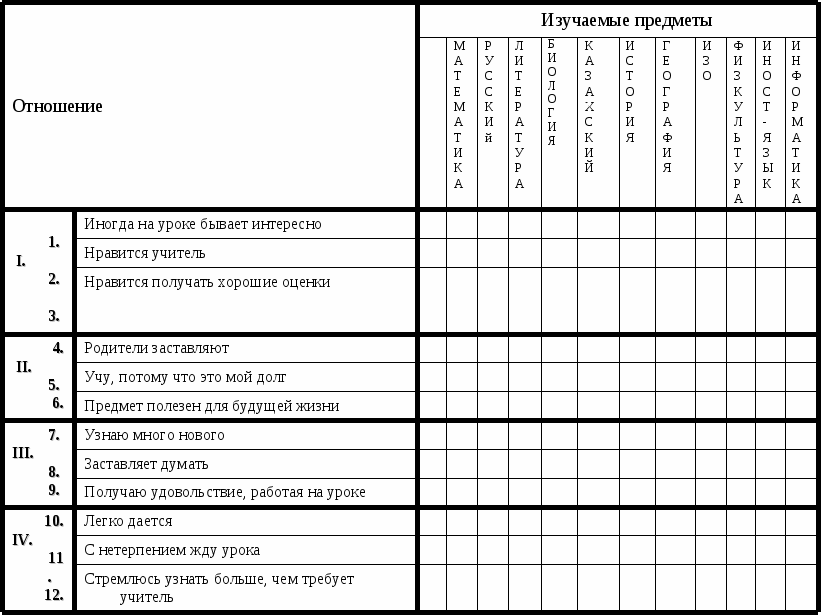 Изучаемые предметы
Отношение
МАТЕМАТИКА
РУССКИй
ЛИТЕРАТУРА
БИОЛОГИЯ
КАЗАХСКИЙ
ИСТОРИЯ
ГЕОГРАФИЯ
ИЗО
ФИЗКУЛЬТУРА
ИНОСТ-ЯЗЫК
ИНФОРМАТИКА
I.
1. Иногда на уроке бывает интересно
2. Нравится учитель
3. Нравится получать хорошие оценки
II.
4. Родители заставляют
5. Учу, потому что это мой долг
6. Предмет полезен для будущей жизни
III.
7. Узнаю много нового
8. Заставляет думать
9. Получаю удовольствие, работая на уроке
IV.
10. Легко дается
11. С нетерпением жду урока
12. Стремлюсь узнать больше, чем требует
учитель